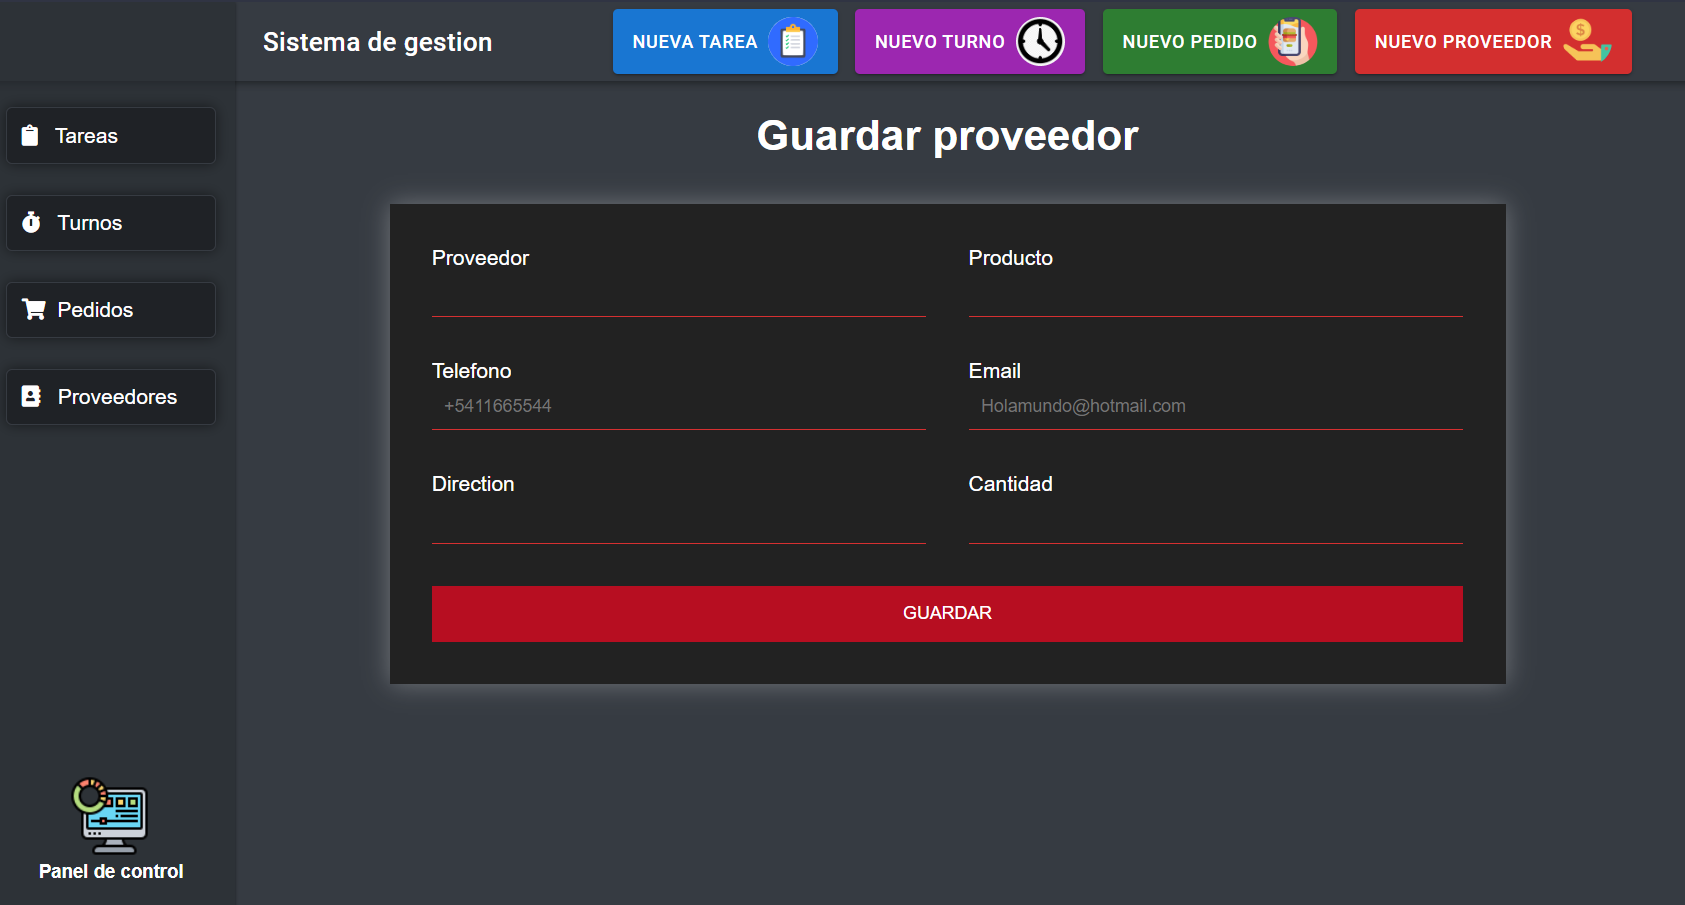 Sistema de gestion
NUEVA TAREA
NUEVO TURNO
NUEVO PEDIDO
NUEVO PROVEEDOR
Tareas
Turnos
Pedidos
Proveedores
Panel de control
Guardar proveedor
Proveedor
Producto
Telefono
+5411665544
Email
Holamundo@hotmail.com
Direction
Cantidad
GUARDAR